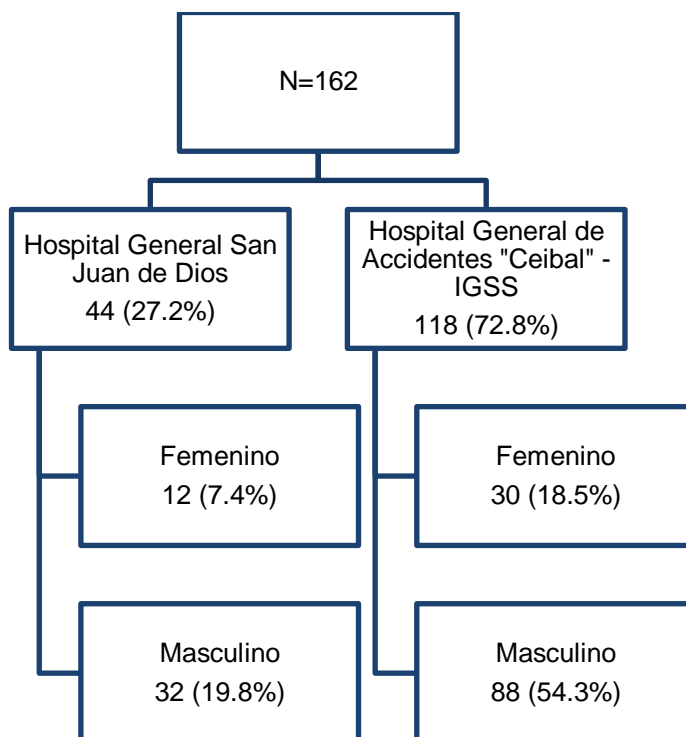 N=162
Hospital General San
Juan de Dios
44 (27.2%)
Hospital General de
Accidentes "Ceibal" -
IGSS
118 (72.8%)
Femenino
12 (7.4%)
Femenino
30 (18.5%)
Masculino
32 (19.8%)
Masculino
88 (54.3%)